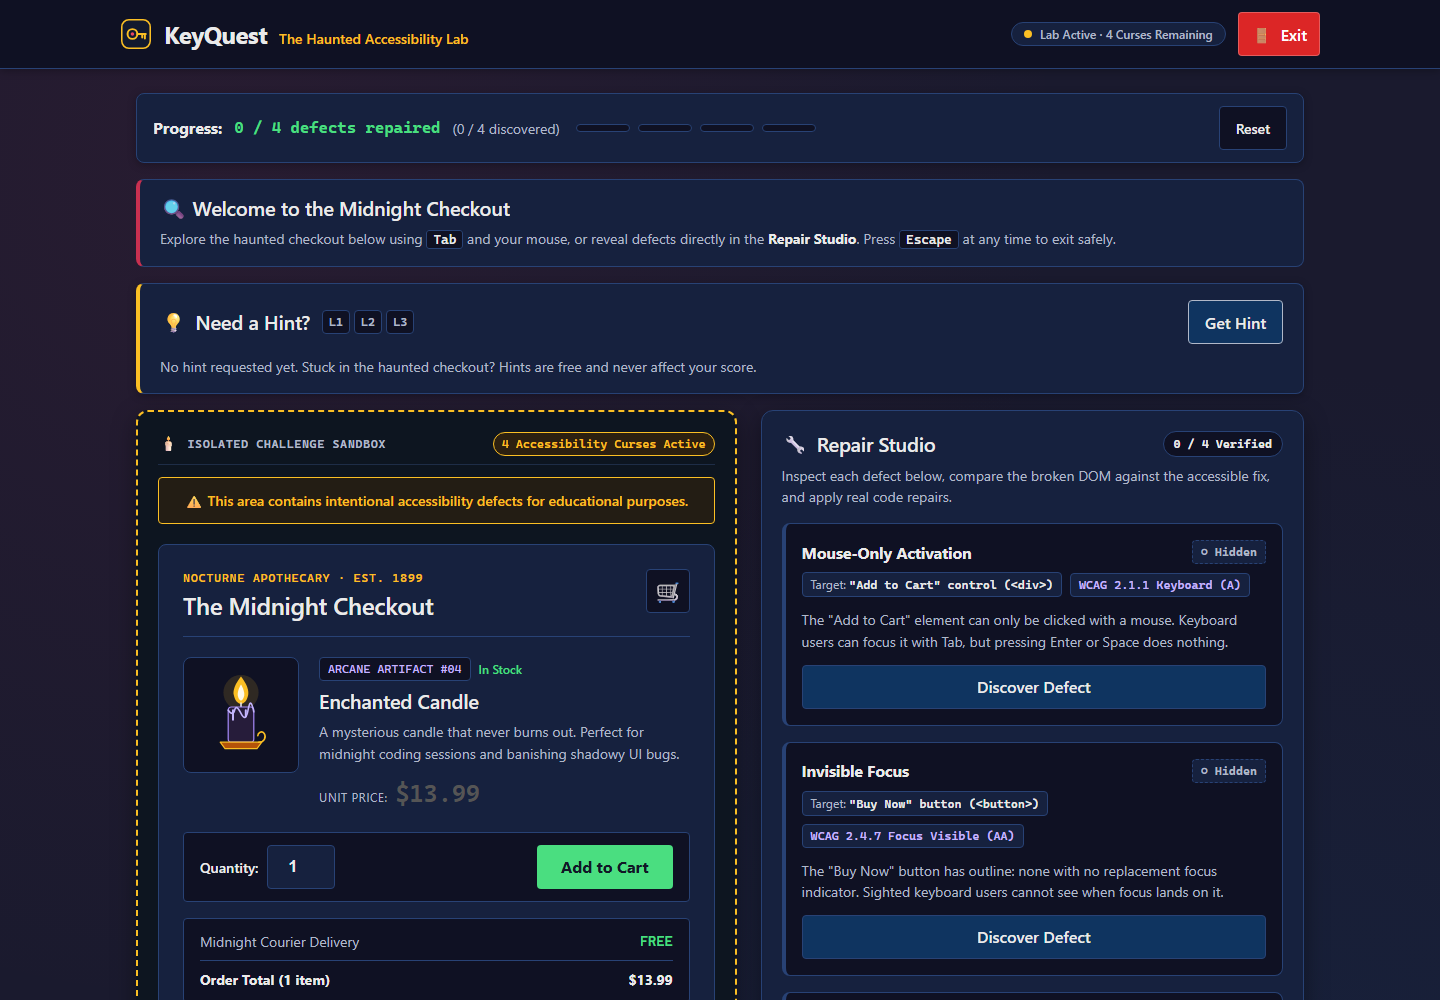 KeyQuest The Haunted Accessibility Lab
Lab Active · 4 Curses Remaining
Exit
Progress: 0 / 4 defects repaired (0 / 4 discovered)
Reset
Welcome to the Midnight Checkout
Explore the haunted checkout below using Tab and your mouse, or reveal defects directly in the Repair Studio. Press Escape at any time to exit safely.
Need a Hint? L1 L2 L3
Get Hint
No hint requested yet. Stuck in the haunted checkout? Hints are free and never affect your score.
ISOLATED CHALLENGE SANDBOX
4 Accessibility Curses Active
This area contains intentional accessibility defects for educational purposes.
NOCTURNE APOTHECARY · EST. 1899
The Midnight Checkout
ARCANE ARTIFACT #04 In Stock
Enchanted Candle
A mysterious candle that never burns out. Perfect for
midnight coding sessions and banishing shadowy UI bugs.
UNIT PRICE: $13.99
Quantity: 1
Add to Cart
Midnight Courier Delivery FREE
Order Total (1 item) $13.99
Repair Studio
0 / 4 Verified
Inspect each defect below, compare the broken DOM against the accessible fix,
and apply real code repairs.
Mouse-Only Activation
Hidden
Target: "Add to Cart" control (<div>)
WCAG 2.1.1 Keyboard (A)
The "Add to Cart" element can only be clicked with a mouse. Keyboard
users can focus it with Tab, but pressing Enter or Space does nothing.
Discover Defect
Invisible Focus
Hidden
Target: "Buy Now" button (<button>)
WCAG 2.4.7 Focus Visible (AA)
The "Buy Now" button has outline: none with no replacement focus
indicator. Sighted keyboard users cannot see when focus lands on it.
Discover Defect